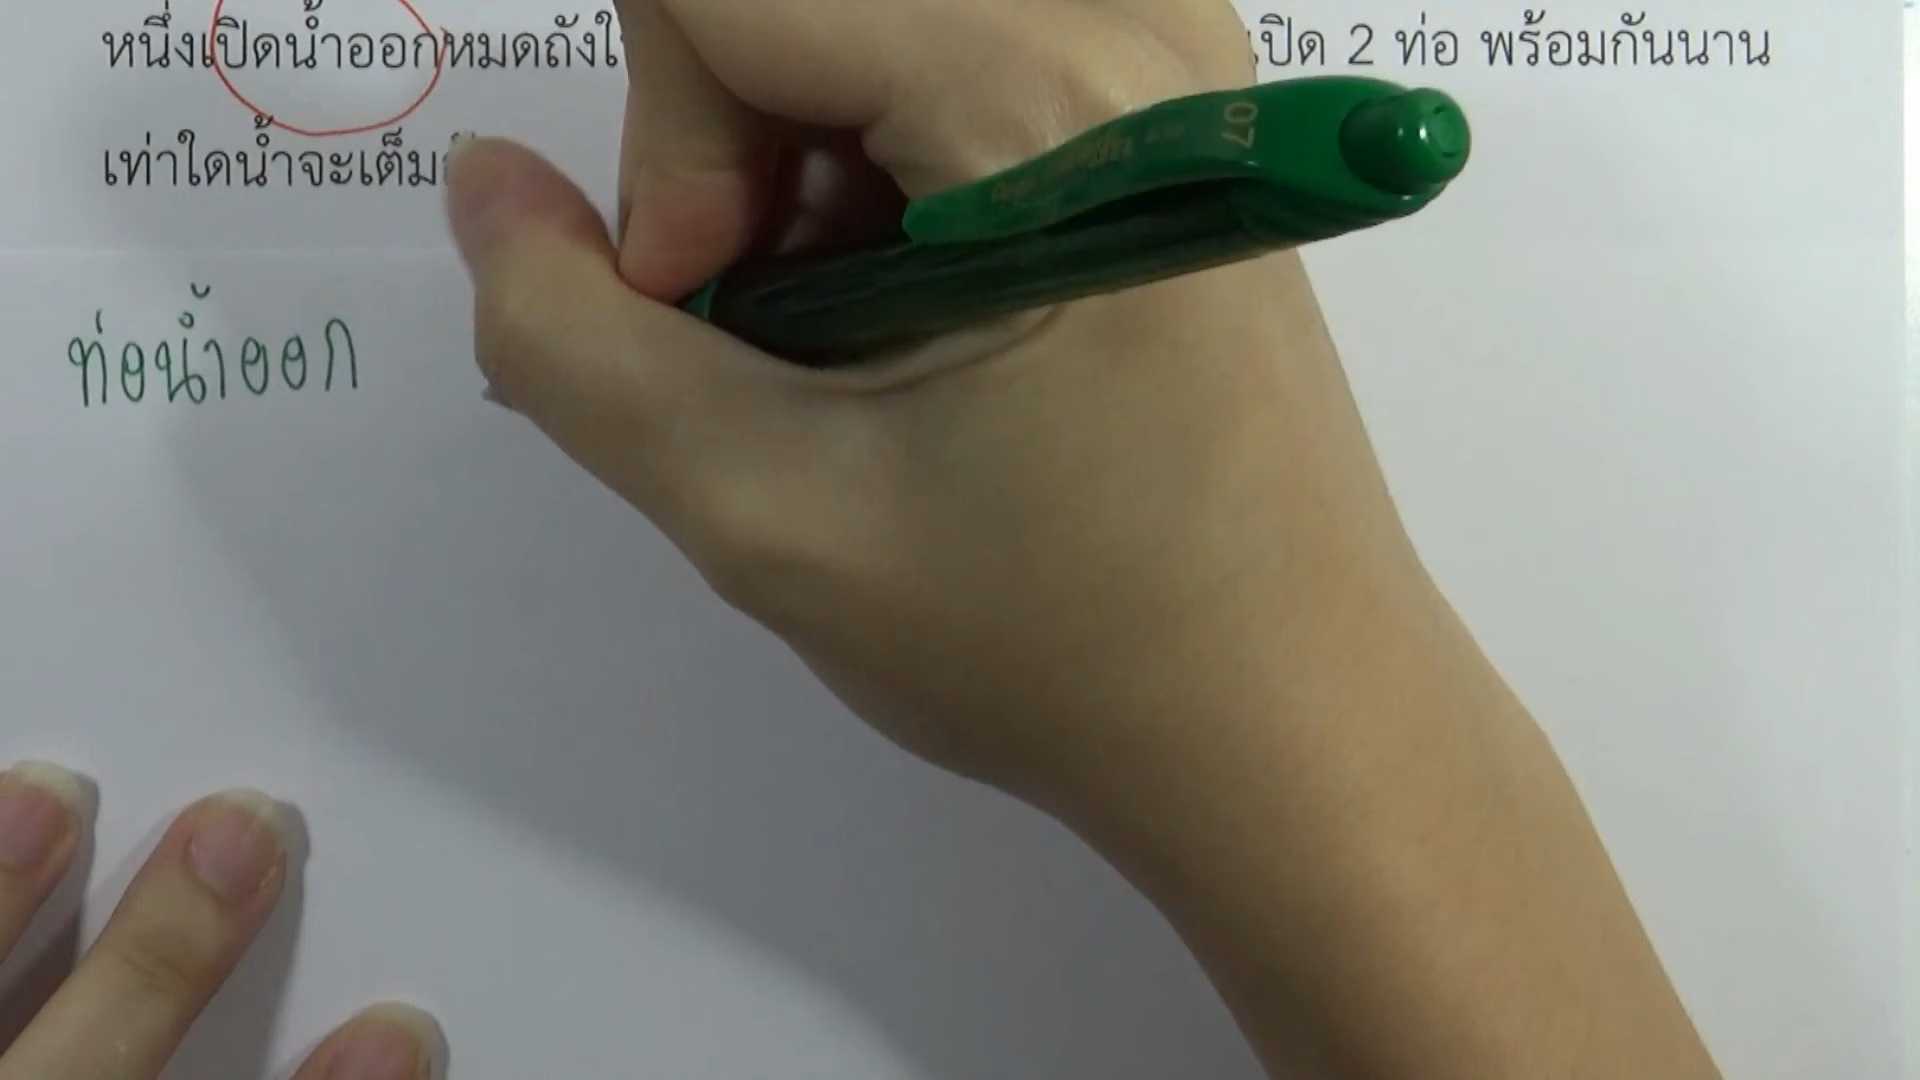 หนึ่งเปิดน้ำออกหมดถัง เปิด 2 ท่อ พร้อมกันนาน
เท่าใดน้ำจะเต็ม
ท่อน้ำออก
07